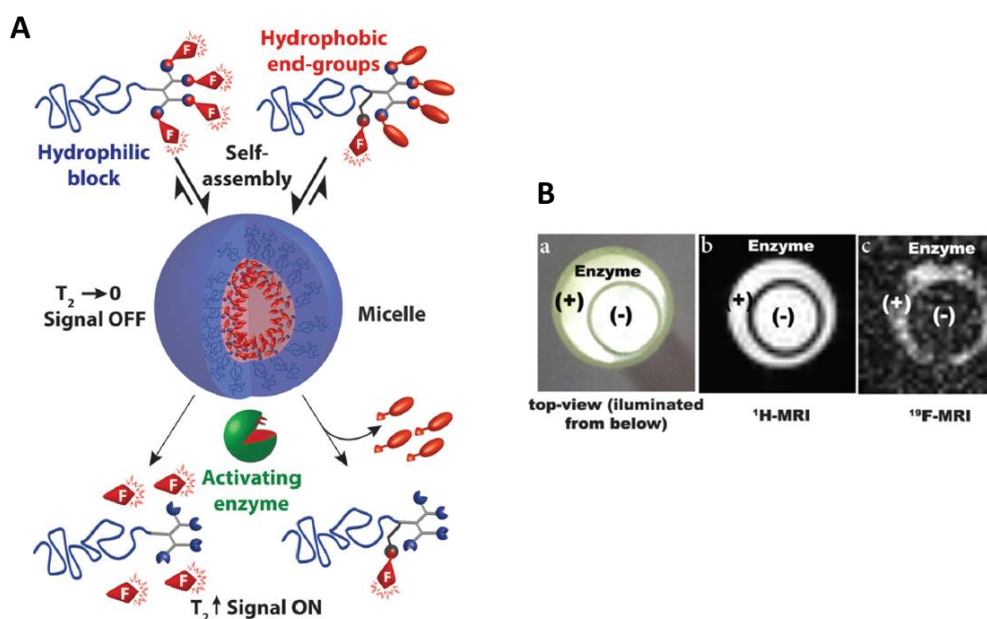 A
F
F
F
F
Hydrophobic
end-groups
F
Hydrophilic
block
Self-
assembly
T₂ →0
Signal OFF
Micelle
Activating
enzyme
F
F
F
F
F
T₂ ↑ Signal ON
B
a
Enzyme
(+)
(-)
top-view (iluminated
from below)
b
Enzyme
(+)
(-)
¹H-MRI
c
Enzyme
(+)
(-)
¹⁹F-MRI